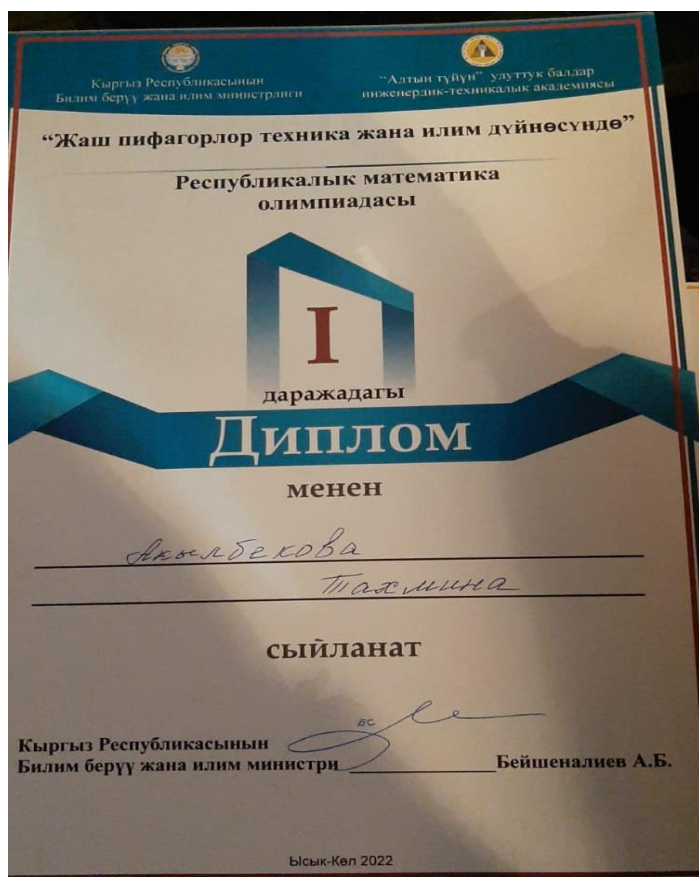 Кыргыз Республикасынын
Билим берүү жана илим министрлиги
"Алтын түйүн" улуттук балдар
инженердик-техникалык академиясы
"Жаш пифагорлор техника жана илим дүйнөсүндө"
Республикалык математика
олимпиадасы
I
даражадагы
Диплом
менен
Акылбекова
Тахмина
сыйланат
Кыргыз Республикасынын
Билим берүү жана илим министри Бейшеналиев А.Б.
Ысык-Көл 2022